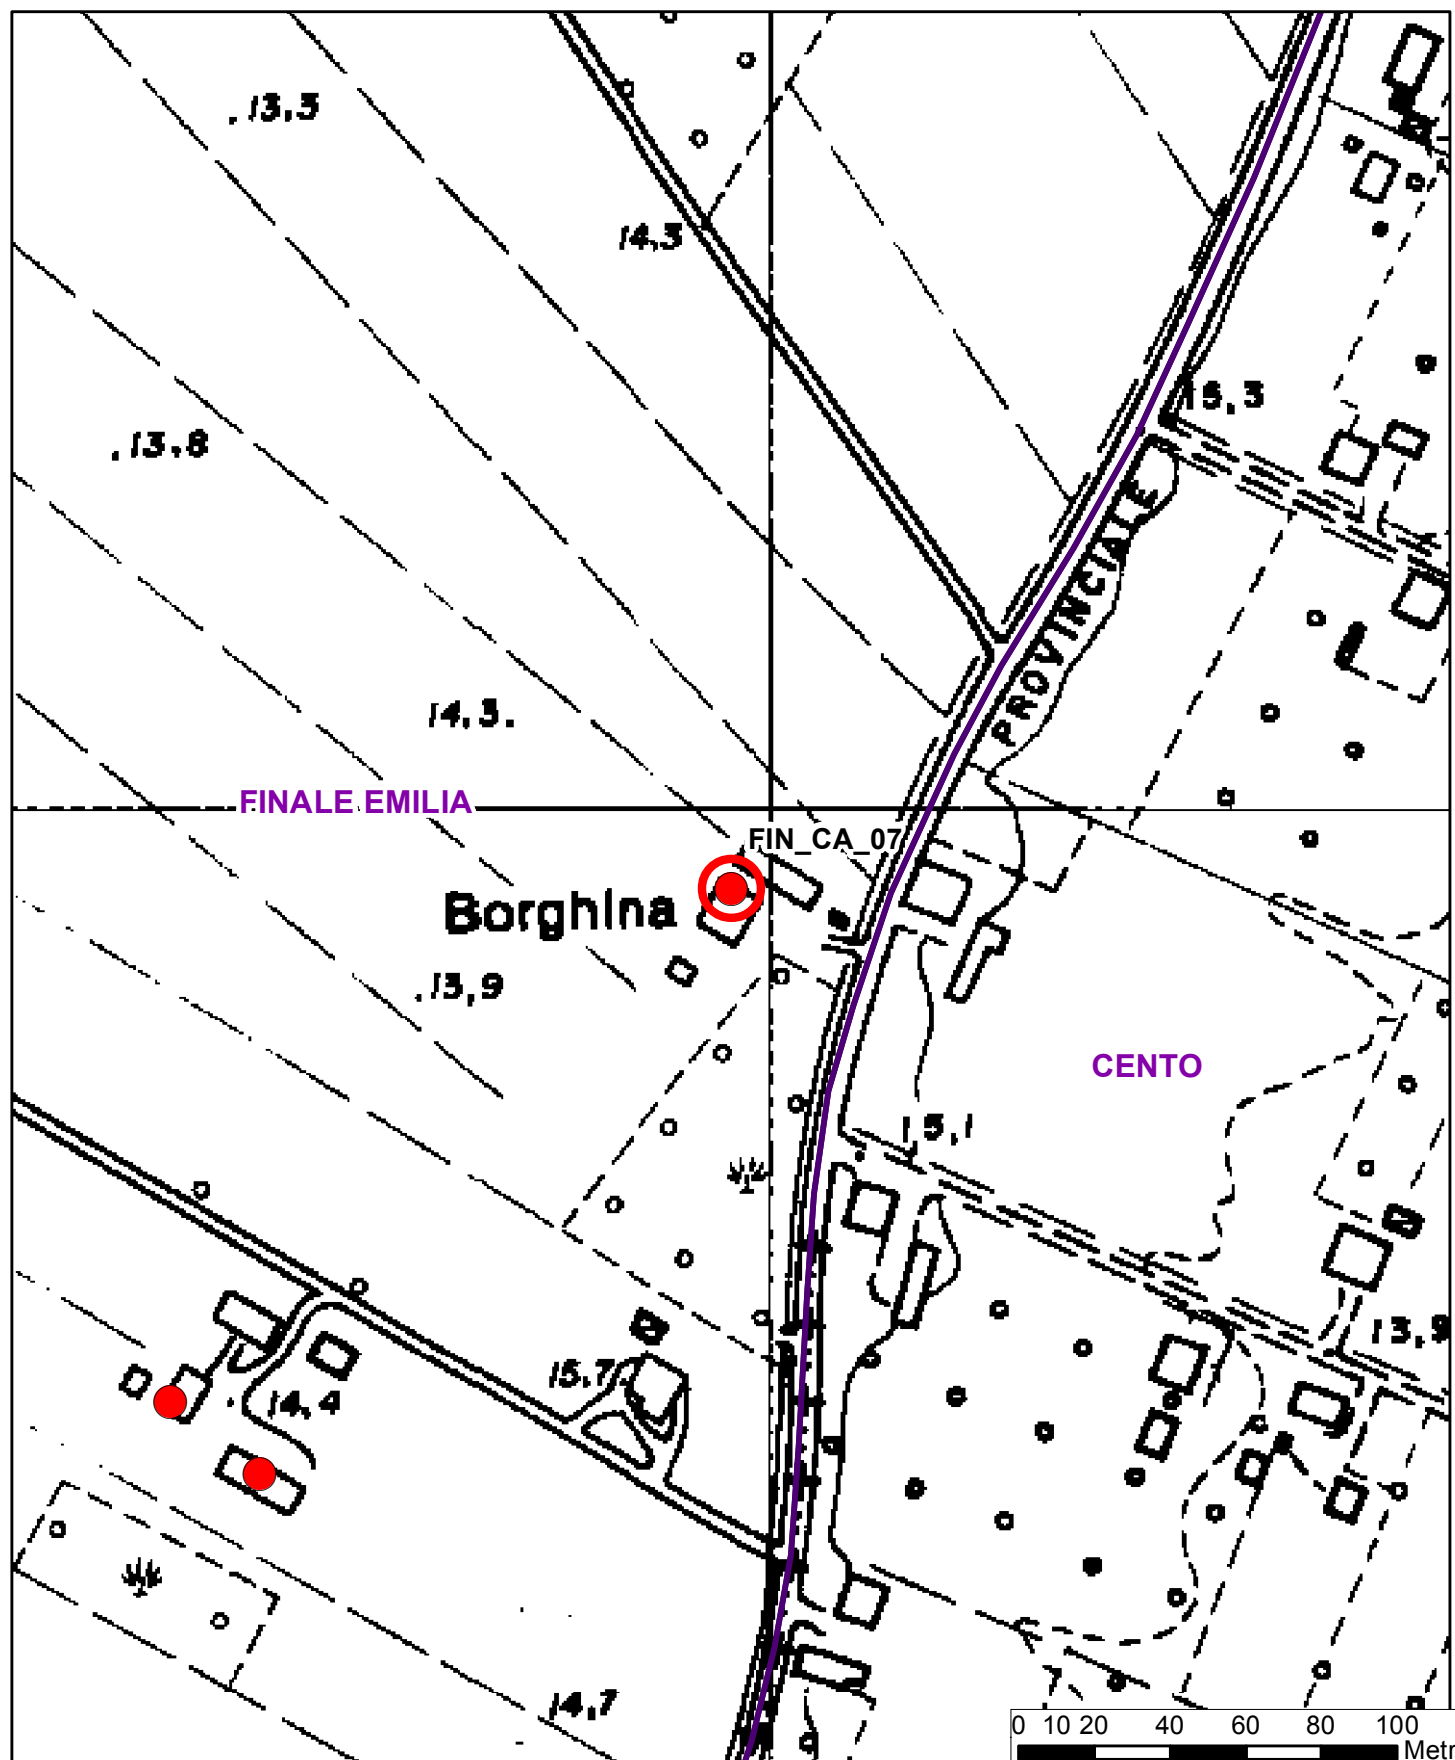 .13,3
14,3
15,3
.13,8
PROVINCIALE
14,3.
FINALE EMILIA
FIN_CA_07
Borghina
.13,9
CENTO
15,1
13,9
15,7
14,4
14,7
0 10 20 40 60 80 100
Metr